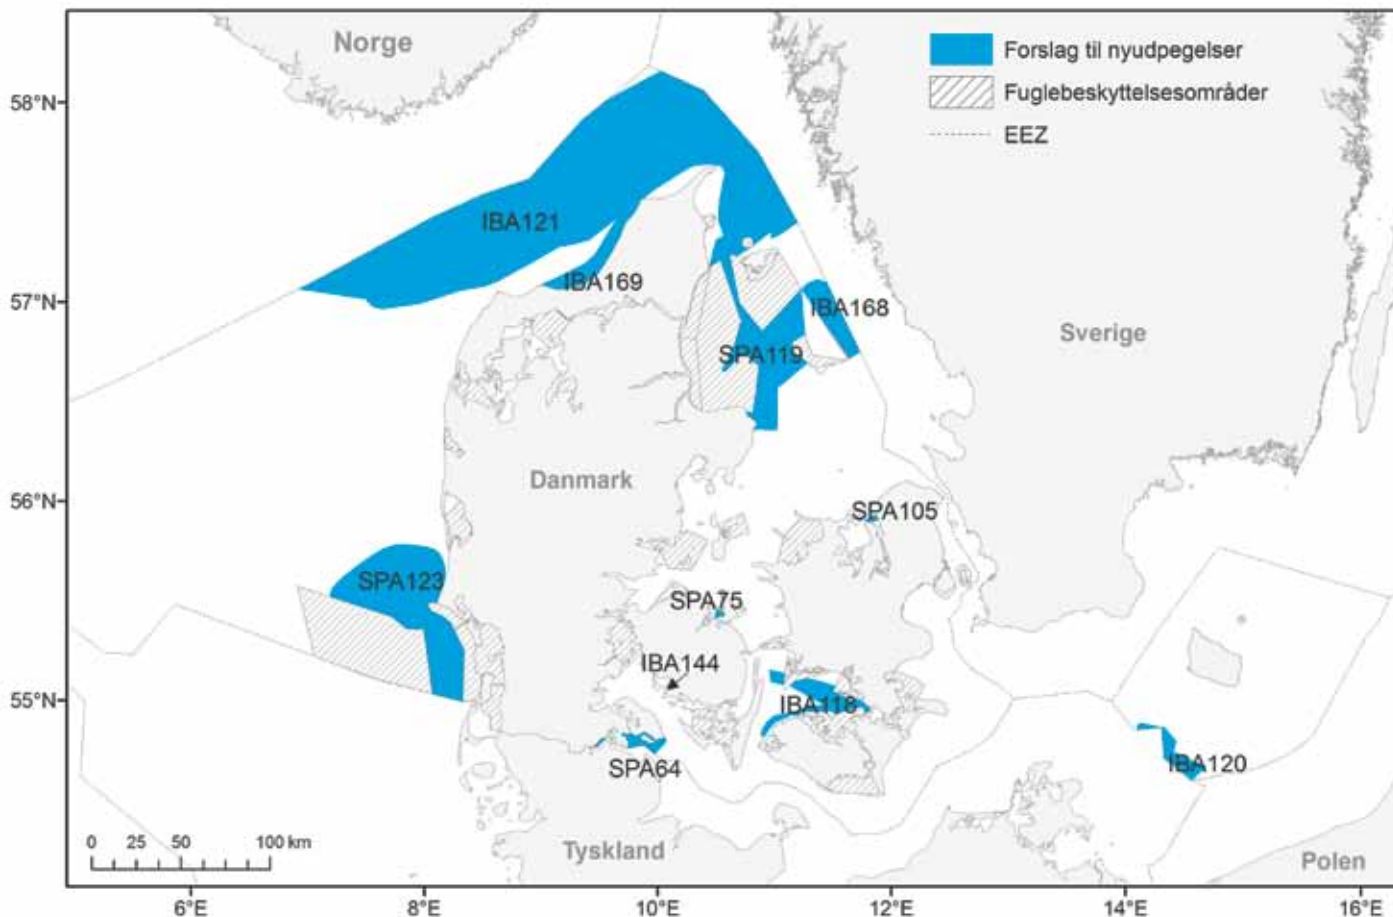 Norge
Forslag til nyudpegelser
Fuglebeskyttelsesområder
EEZ
58°N
57°N
56°N
55°N
IBA121
IBA169
IBA168
SPA119
Sverige
Danmark
SPA105
SPA123
SPA75
IBA144
IBA118
SPA64
IBA120
0 25 50 100 km
Tyskland
Polen
6°E 8°E 10°E 12°E 14°E 16°E